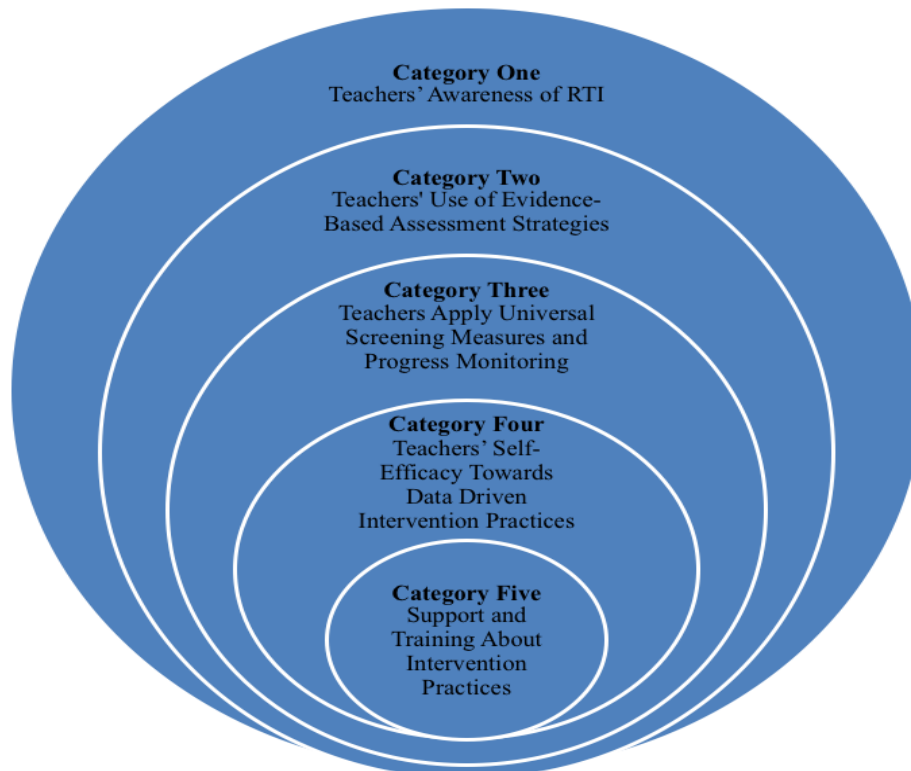 Category One
Teachers’ Awareness of RTI
Category Two
Teachers' Use of Evidence-
Based Assessment Strategies
Category Three
Teachers Apply Universal
Screening Measures and
Progress Monitoring
Category Four
Teachers’ Self-
Efficacy Towards
Data Driven
Intervention Practices
Category Five
Support and
Training About
Intervention
Practices